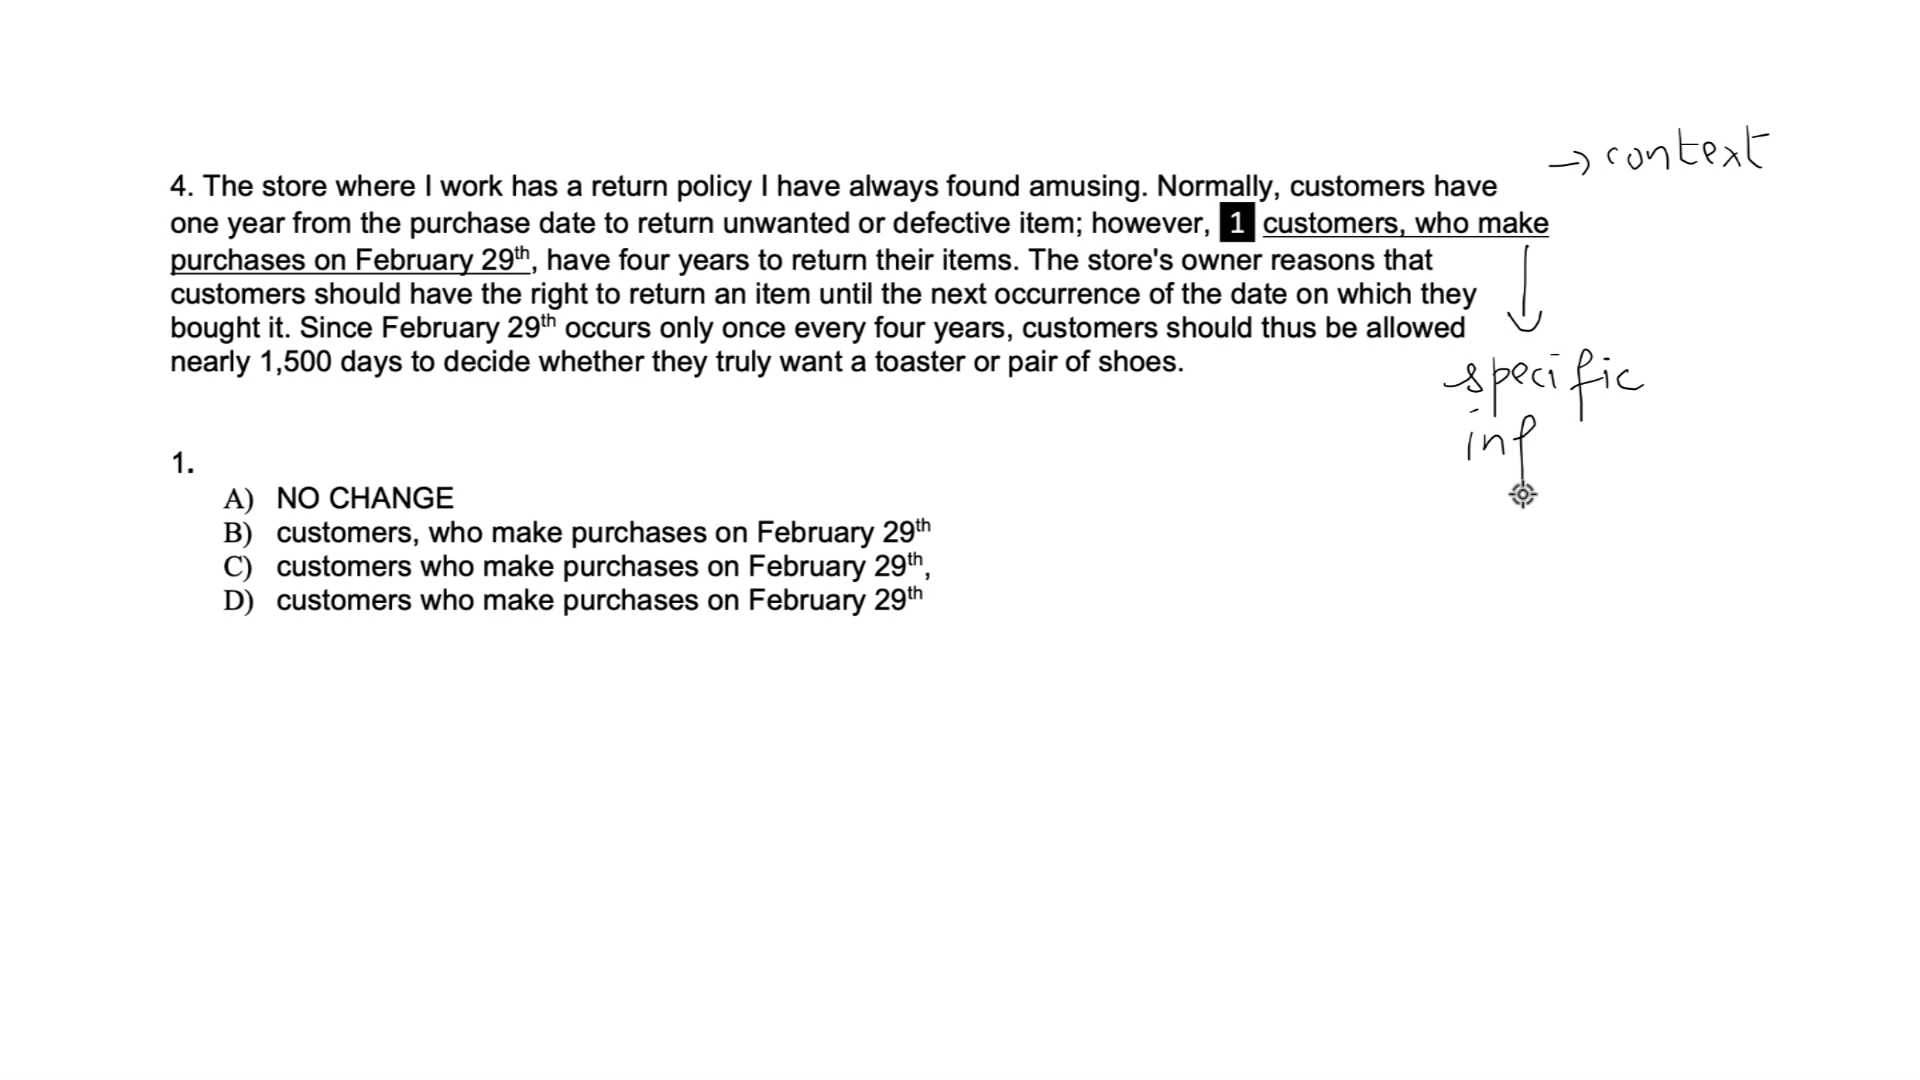 → context
4. The store where I work has a return policy I have always found amusing. Normally, customers have
one year from the purchase date to return unwanted or defective item; however, 1 customers, who make
purchases on February 29th, have four years to return their items. The store's owner reasons that
customers should have the right to return an item until the next occurrence of the date on which they
bought it. Since February 29th occurs only once every four years, customers should thus be allowed
nearly 1,500 days to decide whether they truly want a toaster or pair of shoes.
specific
inf
1.
A) NO CHANGE
B) customers, who make purchases on February 29th
C) customers who make purchases on February 29th,
D) customers who make purchases on February 29th